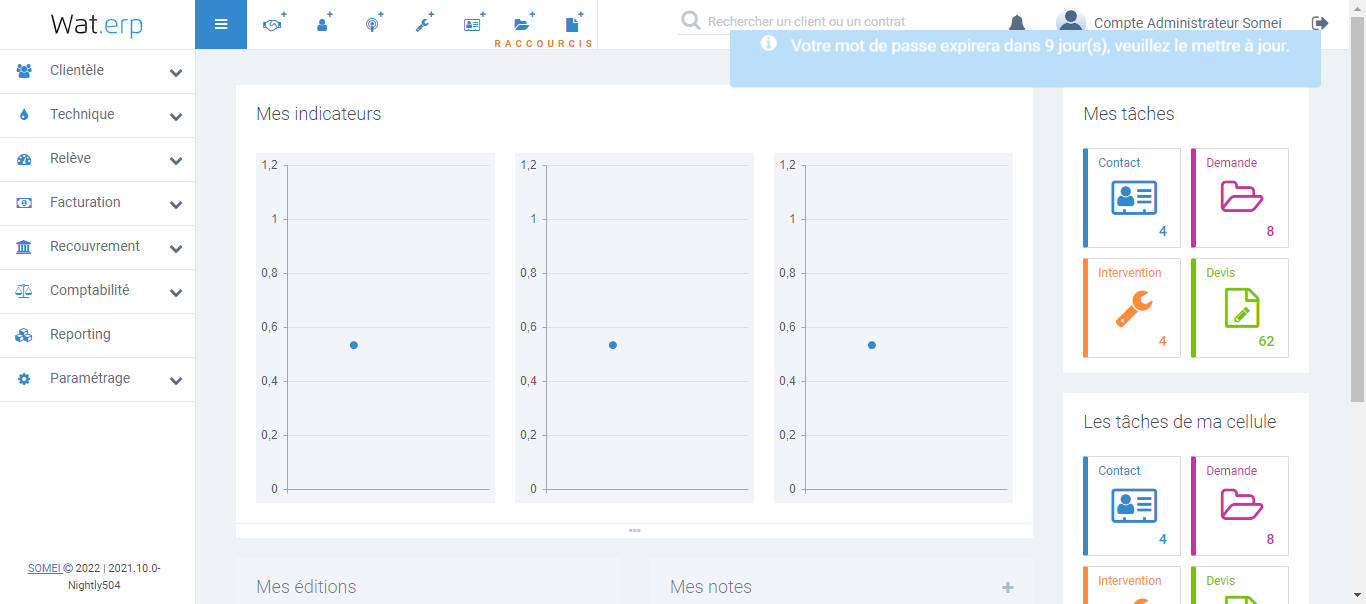 Wat.erp
RACCOURCIS
Rechercher un client ou un contrat
Compte Administrateur Somei
Votre mot de passe expirera dans 9 jour(s), veuillez le mettre à jour.
Clientèle
Technique
Relève
Facturation
Recouvrement
Comptabilité
Reporting
Paramétrage
SOMEI © 2022 | 2021.10.0-
Nightly504
Mes indicateurs
1,2
1
0,8
0,6
0,4
0,2
0
1,2
1
0,8
0,6
0,4
0,2
0
1,2
1
0,8
0,6
0,4
0,2
0
Mes éditions
Mes notes
Mes tâches
Contact
4
Demande
8
Intervention
4
Devis
62
Les tâches de ma cellule
Contact
4
Demande
8
Intervention
Devis